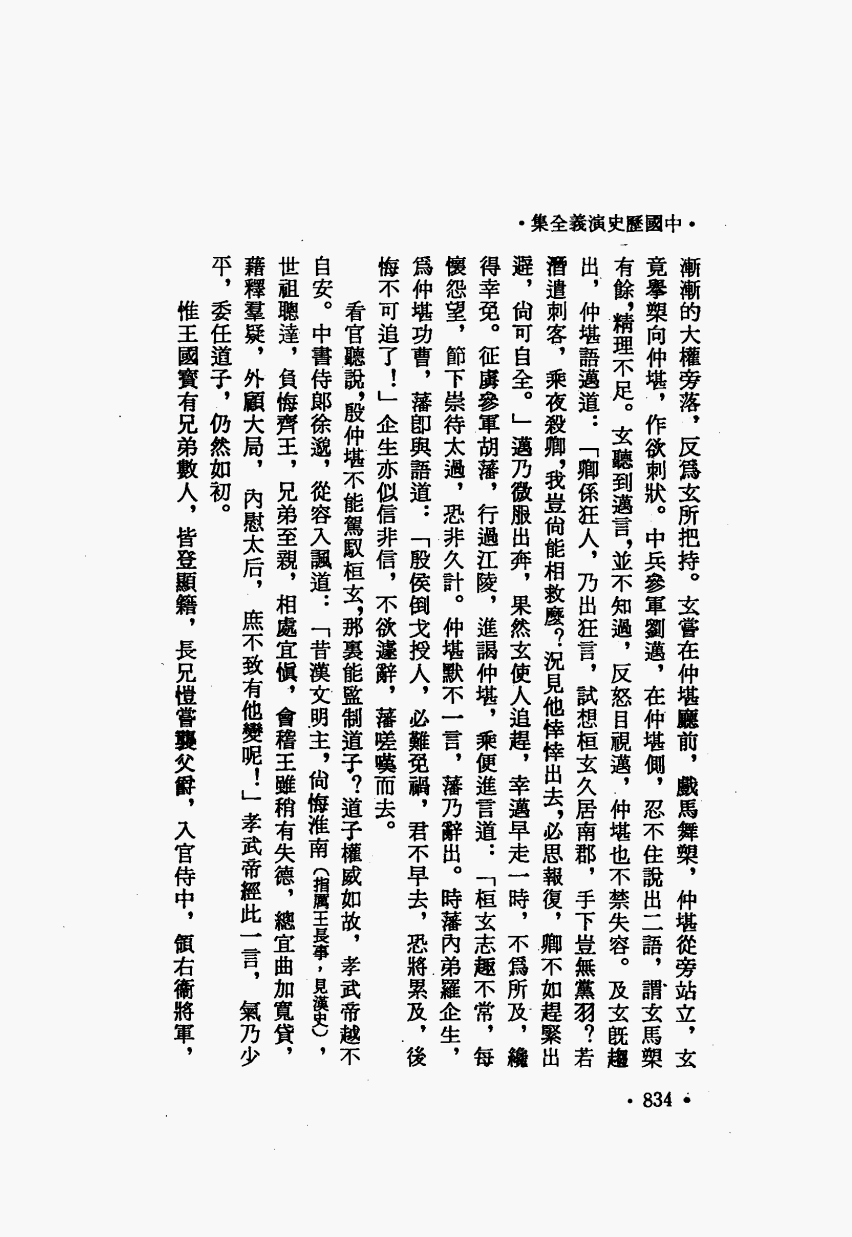 •中國歷史演義全集•
漸漸的大權旁落，反爲玄所把持。玄嘗在仲堪廳前，戲馬舞槊，仲堪從旁站立，玄
竟舉槊向仲堪，作欲刺狀。中兵參軍劉邁，在仲堪側，忍不住說出二語，謂玄馬槊
有餘，精理不足。玄聽到邁言，並不知過，反怒目視邁，仲堪也不禁失容。及玄旣趨
出，仲堪語邁道：「卿係狂人，乃出狂言，試想桓玄久居南郡，手下豈無黨羽？若
潛遣刺客，乘夜殺卿，我豈尙能相救麼？況見他悻悻出去，必思報復，卿不如趕緊出
避，尙可自全。」邁乃微服出奔，果然玄使人追趕，幸邁早走一時，不爲所及，纔
得幸免。征虜參軍胡藩，行過江陵，進謁仲堪，乘便進言道：「桓玄志趣不常，每
懷怨望，節下崇待太過，恐非久計。仲堪默不一言，藩乃辭出。時藩內弟羅企生，
爲仲堪功曹，藩卽與語道：「殷侯倒戈授人，必難免禍，君不早去，恐將累及，後
悔不可追了！」企生亦似信非信，不欲遽辭，藩嗟嘆而去。
看官聽說，殷仲堪不能駕馭桓玄，那裏能監制道子？道子權威如故，孝武帝越不
自安。中書侍郎徐邈，從容入諷道：「昔漢文明主，尙悔淮南（指厲王長事，見漢史），
世祖聰達，負悔齊王，兄弟至親，相處宜愼，會稽王雖稍有失德，總宜曲加寬貸，
藉釋羣疑，外顧大局，內慰太后，庶不致有他變呢！」孝武帝經此一言，氣乃少
平，委任道子，仍然如初。
惟王國寶有兄弟數人，皆登顯籍，長兄愷嘗襲父爵，入官侍中，領右衞將軍，
•834•